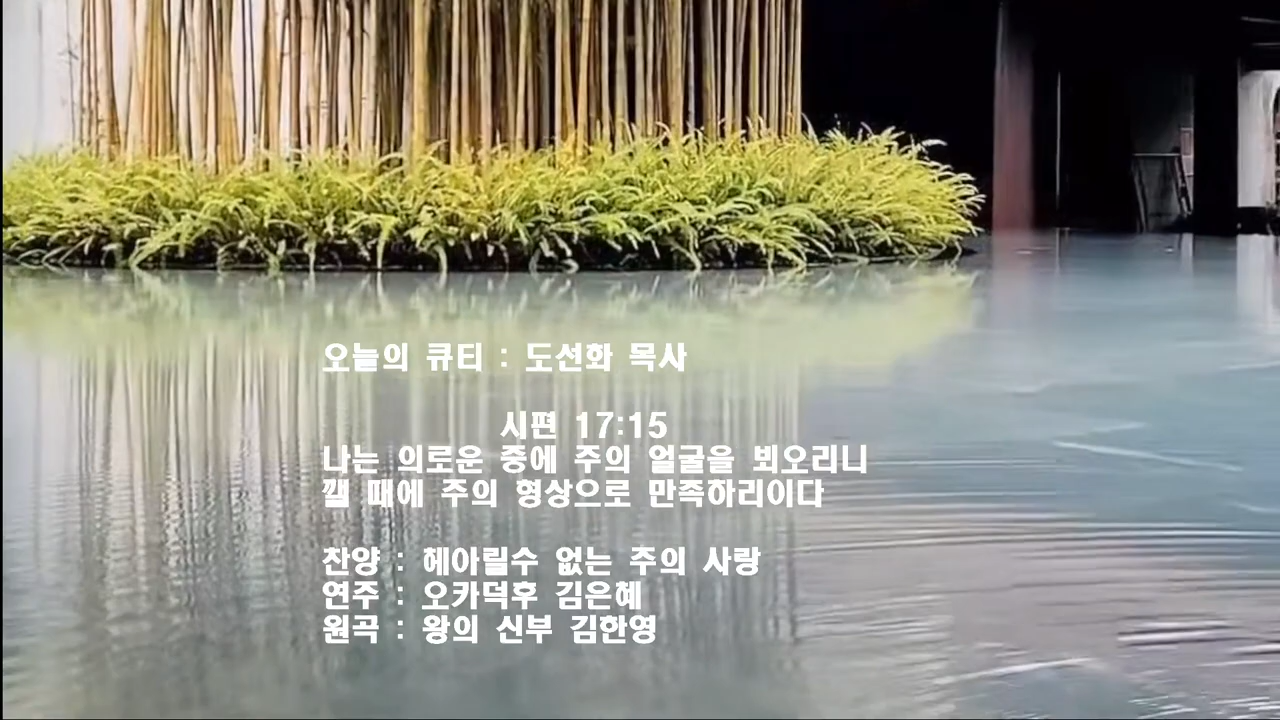 오늘의 큐티 : 도선화 목사
시편 17:15
나는 의로운 중에 주의 얼굴을 뵈오리니
깰 때에 주의 형상으로 만족하리이다
찬양 : 헤아릴수 없는 주의 사랑
연주 : 오카덕후 김은혜
원곡 : 왕의 신부 김한영